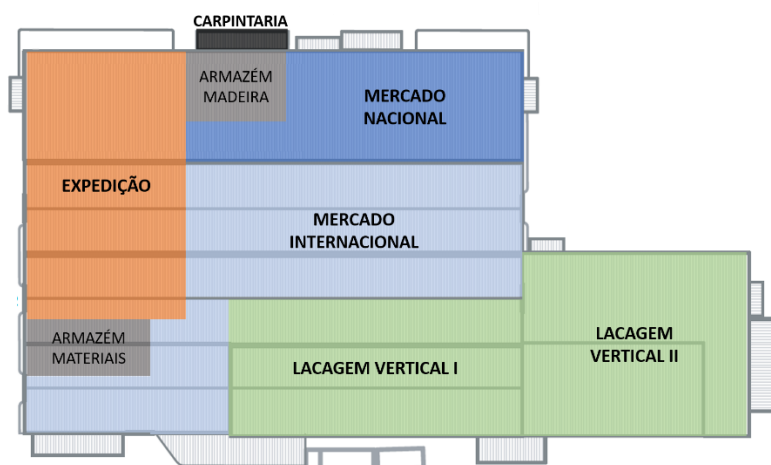 CARPINTARIA
ARMAZÉM
MADEIRA
MERCADO
NACIONAL
EXPEDIÇÃO
MERCADO
INTERNACIONAL
ARMAZÉM
MATERIAIS
LACAGEM VERTICAL I
LACAGEM
VERTICAL II